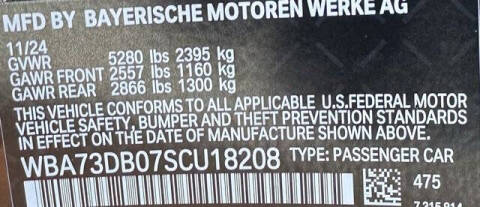 MFD BY BAYERISCHE MOTOREN WERKE AG
11/24
GVWR 5280 lbs 2395 kg
GAWR FRONT 2557 lbs 1160 kg
GAWR REAR 2866 lbs 1300 kg
THIS VEHICLE CONFORMS TO ALL APPLICABLE U.S.FEDERAL MOTOR
VEHICLE SAFETY, BUMPER AND THEFT PREVENTION STANDARDS
IN EFFECT ON THE DATE OF MANUFACTURE SHOWN ABOVE.
WBA73DB07SCU18208 TYPE: PASSENGER CAR
475